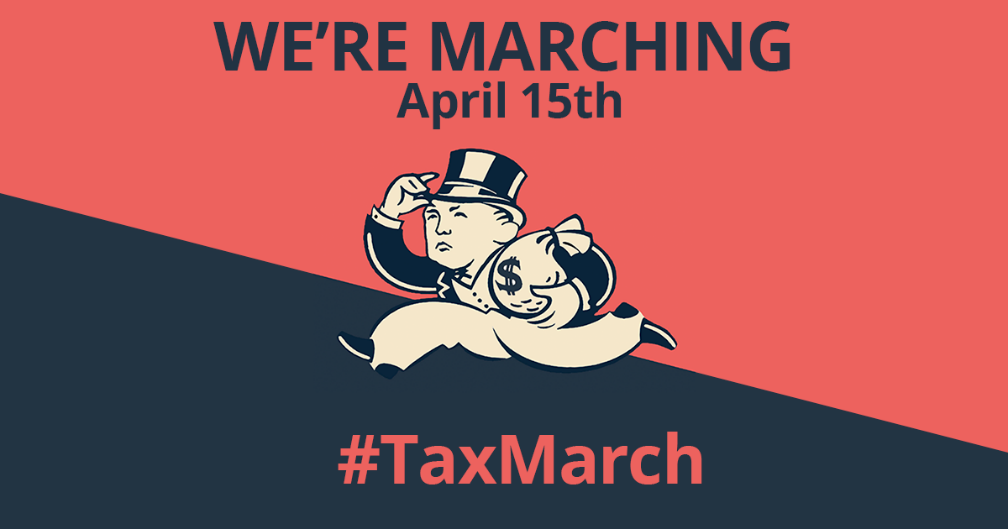 WE’RE MARCHING
April 15th
$
#TaxMarch